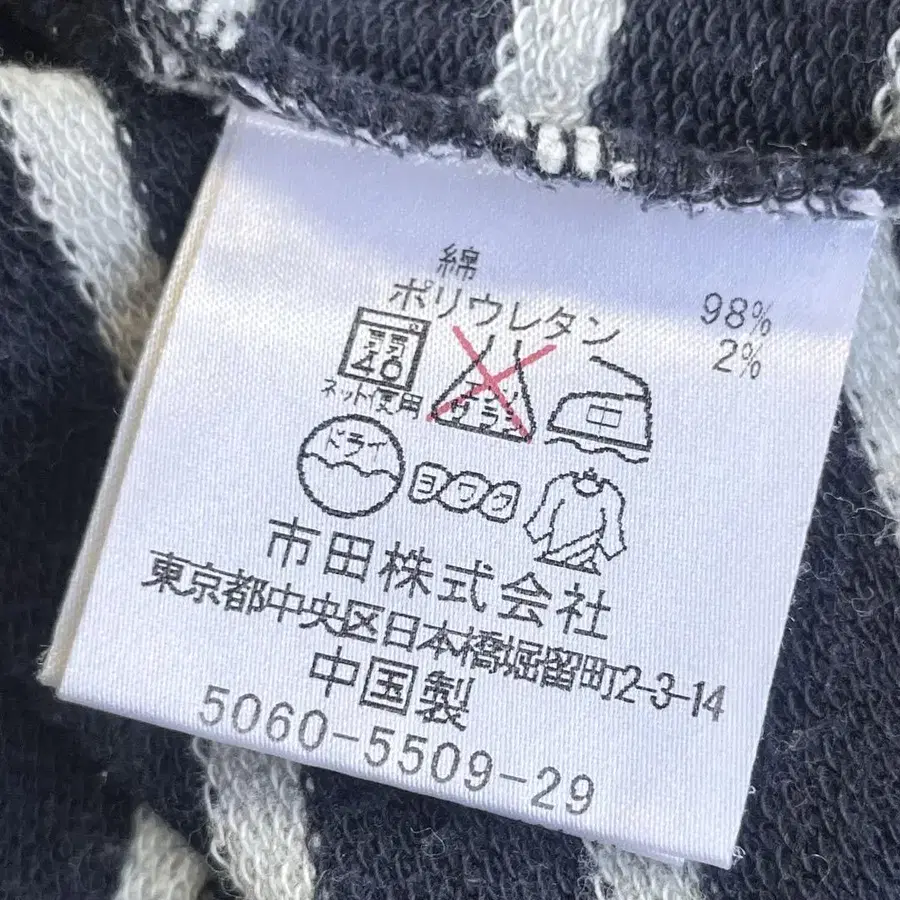 綿 98%
ポリウレタン 2%
弱 40
ネット使用
エンソ
サラシ
中
ドライ
ヨワク
市田株式会社
東京都中央区日本橋堀留町2-3-14
中国製
5060-5509-29